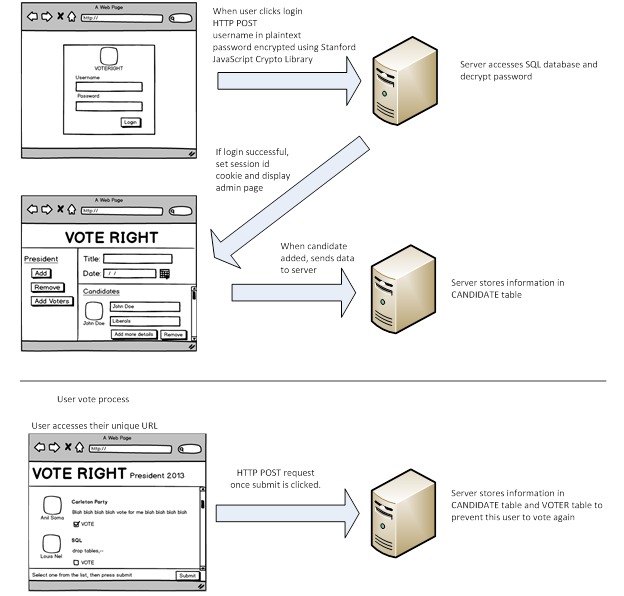 A Web Page
http://
VOTERIGHT
Username
Password
Login
When user clicks login
HTTP POST
username in plaintext
password encrypted using Stanford
JavaScript Crypto Library
Server accesses SQL database and
decrypt password
If login successful,
set session id
cookie and display
admin page
A Web Page
http://
VOTE RIGHT
President
Add
Remove
Add Voters
Title:
Date: / /
Candidates
John Doe
John Doe
Liberals
Add more details Remove
When candidate
added, sends data
to server
Server stores information in
CANDIDATE table
User vote process
User accesses their unique URL
A Web Page
http://
VOTE RIGHT President 2013
Carleton Party
Blah blah blah blah vote for me blah blah blah blah
VOTE
Anil Soma
SQL
drop tables,--
VOTE
Louis Nel
Select one from the list, then press submit Submit
HTTP POST request
once submit is clicked.
Server stores information in
CANDIDATE table and VOTER table to
prevent this user to vote again